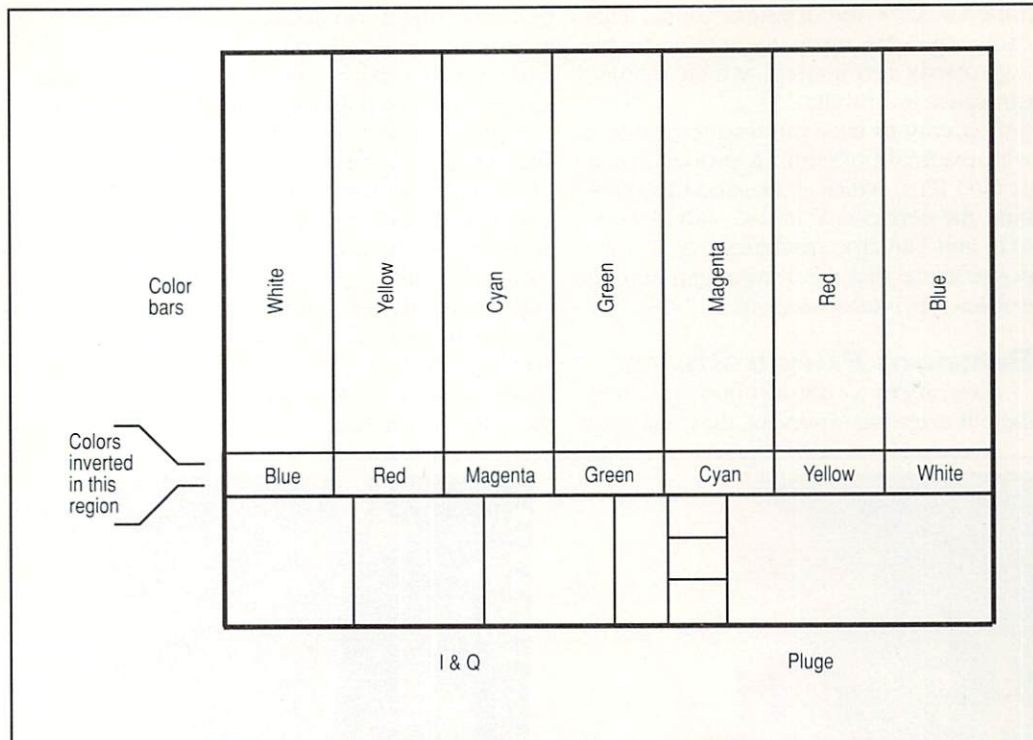 Color
bars
White
Yellow
Cyan
Green
Magenta
Red
Blue
Colors
inverted
in this
region
Blue
Red
Magenta
Green
Cyan
Yellow
White
I & Q
Pluge